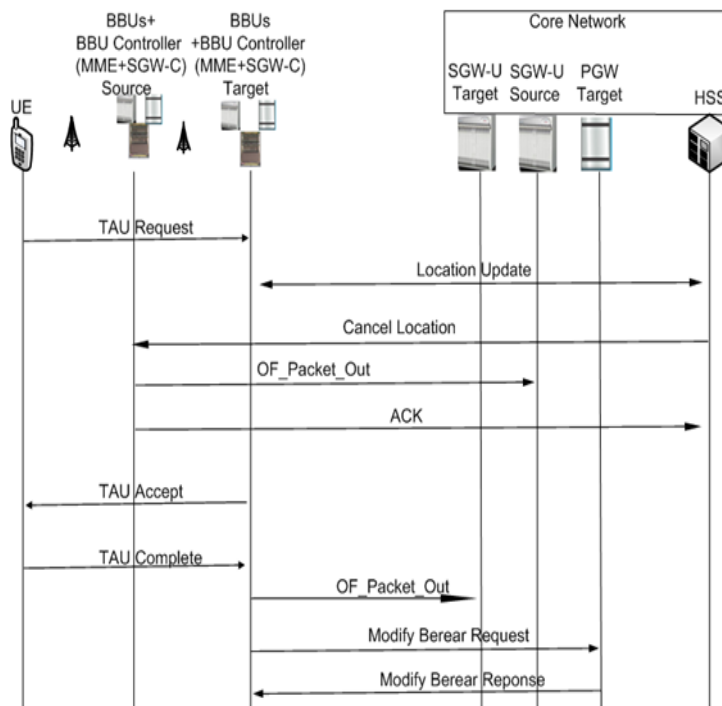 BBUs+
BBU Controller
(MME+SGW-C)
Source
BBUs
+BBU Controller
(MME+SGW-C)
Target
Core Network
SGW-U
Target
SGW-U
Source
PGW
Target
UE
HSS
TAU Request
Location Update
Cancel Location
OF_Packet_Out
ACK
TAU Accept
TAU Complete
OF_Packet_Out
Modify Berear Request
Modify Berear Reponse